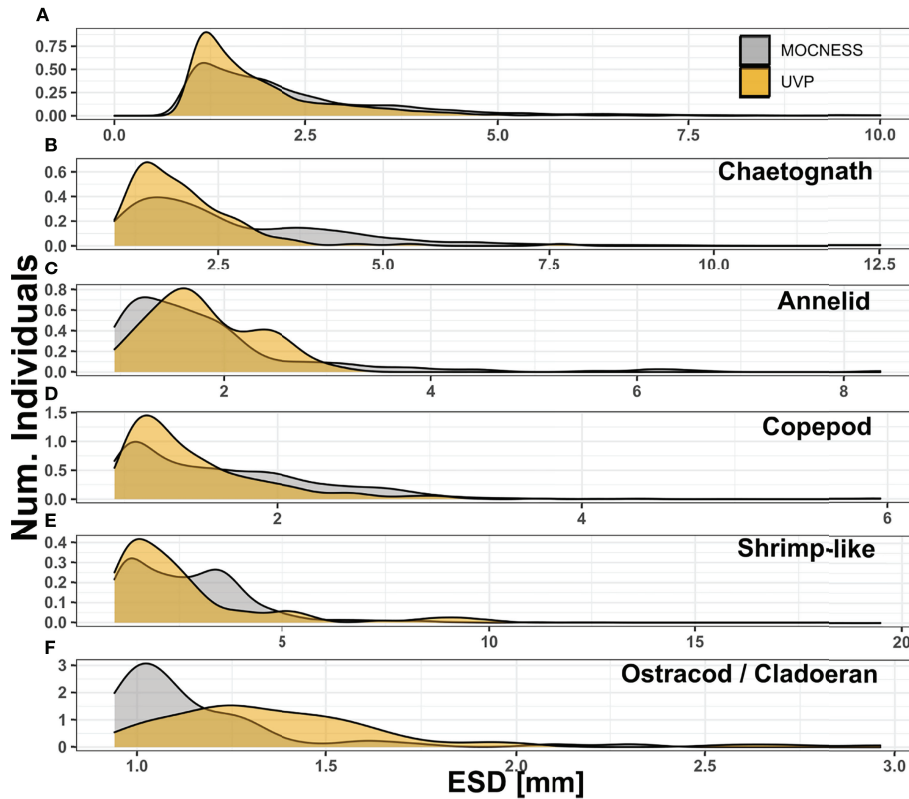 A
0.75
0.50
0.25
0.00
MOCNESS
UVP
0.0 2.5 5.0 7.5 10.0
B
Chaetognath
0.6
0.4
0.2
0.0
2.5 5.0 7.5 10.0 12.5
C
Annelid
0.8
0.6
0.4
0.2
0.0
2 4 6 8
D
Copepod
1.5
1.0
0.5
0.0
2 4 6
E
Shrimp-like
0.4
0.3
0.2
0.1
0.0
5 10 15 20
F
Ostracod / Cladoeran
3
2
1
0
1.0 1.5 2.0 2.5 3.0
Num. Individuals
ESD [mm]